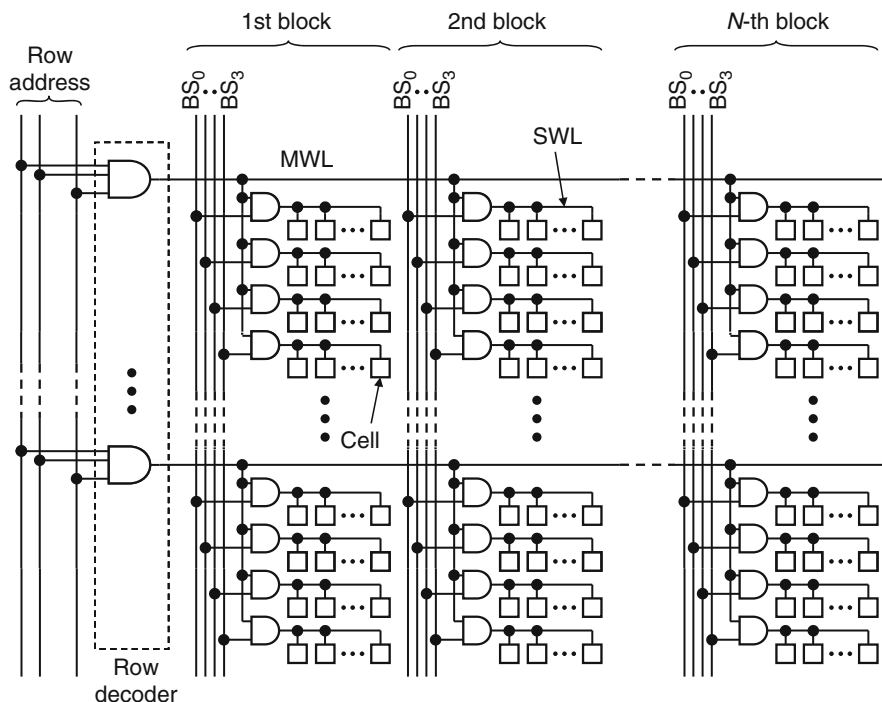 1st block
2nd block
N-th block
Row
address
BS0 ·· BS3
BS0 ·· BS3
BS0 ·· BS3
MWL
SWL
Cell
Row
decoder